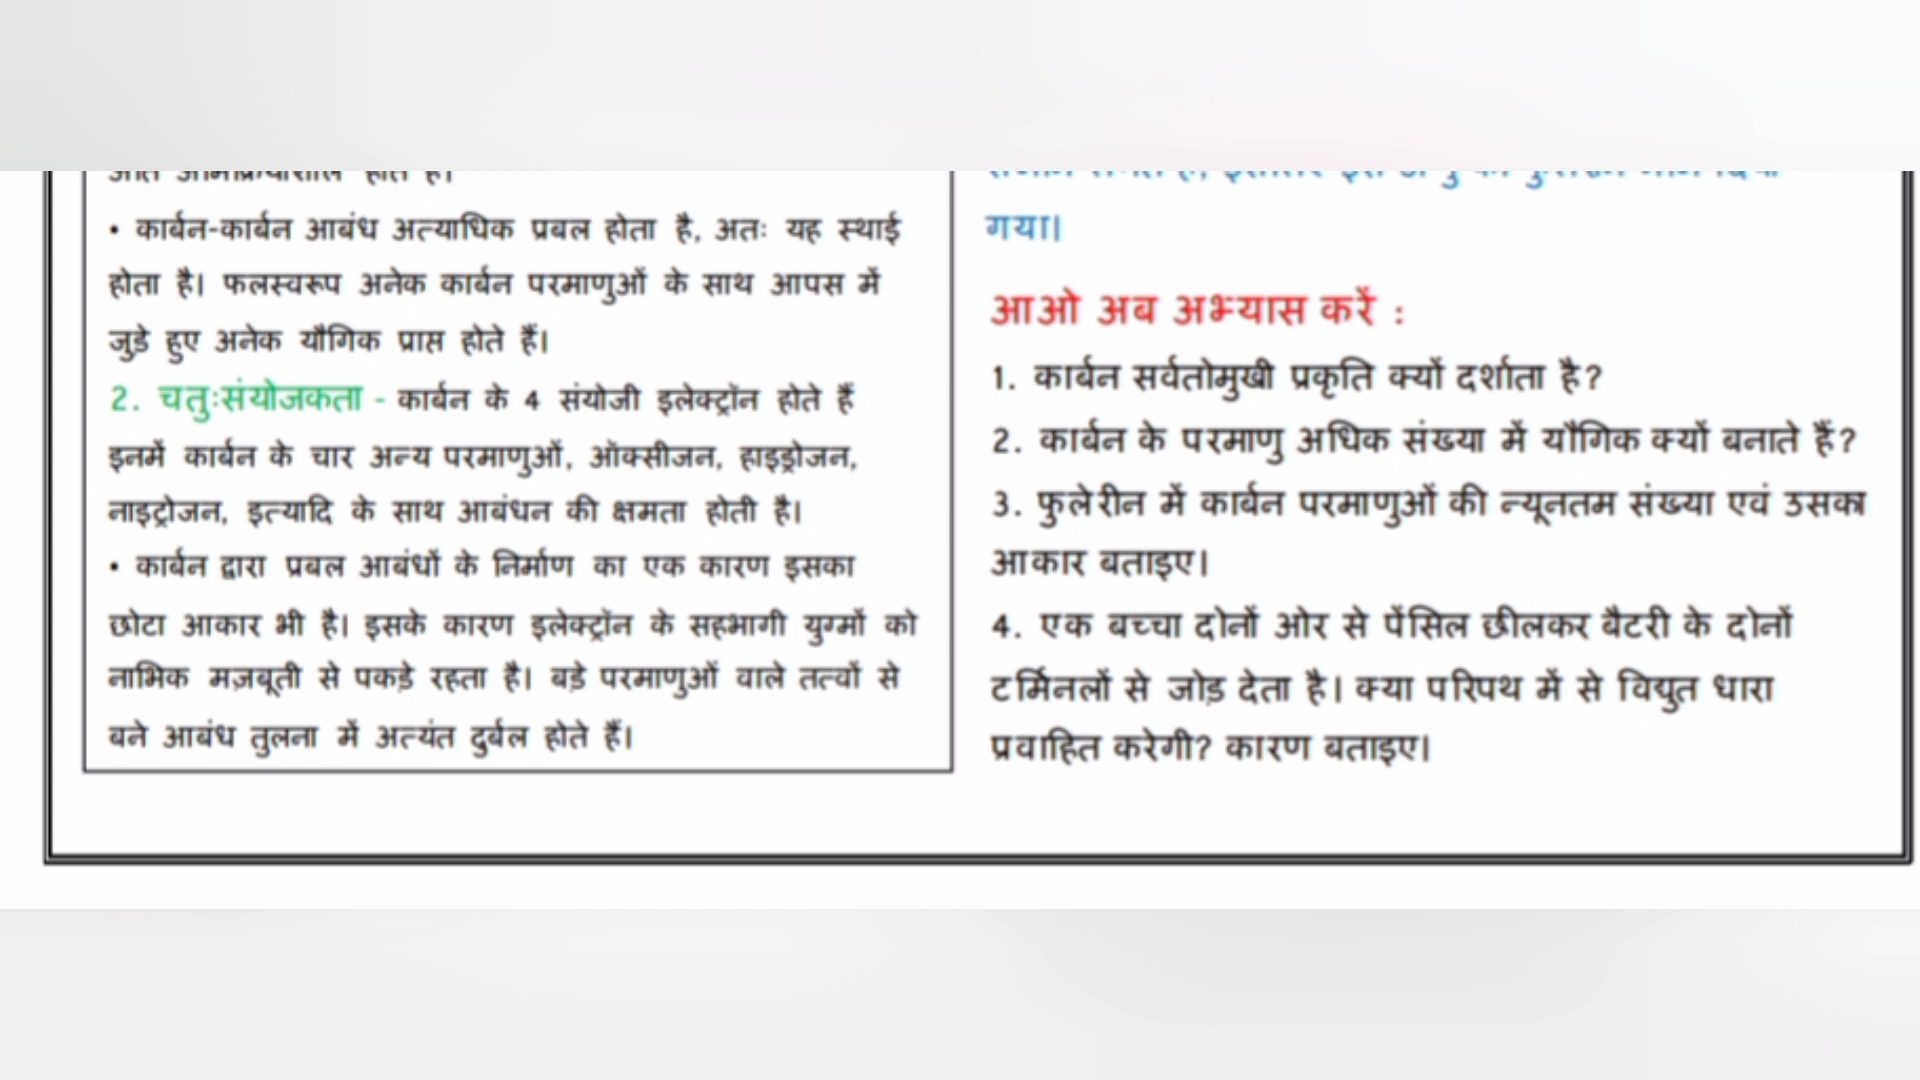 • कार्बन-कार्बन आबंध अत्याधिक प्रबल होता है, अतः यह स्थाई
होता है। फलस्वरूप अनेक कार्बन परमाणुओं के साथ आपस में
जुड़े हुए अनेक यौगिक प्राप्त होते हैं।
2. चतुःसंयोजकता - कार्बन के 4 संयोजी इलेक्ट्रॉन होते हैं
इनमें कार्बन के चार अन्य परमाणुओं, ऑक्सीजन, हाइड्रोजन,
नाइट्रोजन, इत्यादि के साथ आबंधन की क्षमता होती है।
• कार्बन द्वारा प्रबल आबंधों के निर्माण का एक कारण इसका
छोटा आकार भी है। इसके कारण इलेक्ट्रॉन के सहभागी युग्मों को
नाभिक मज़बूती से पकड़े रहता है। बड़े परमाणुओं वाले तत्वों से
बने आबंध तुलना में अत्यंत दुर्बल होते हैं।
गया।
आओ अब अभ्यास करें :
1. कार्बन सर्वतोमुखी प्रकृति क्यों दर्शाता है?
2. कार्बन के परमाणु अधिक संख्या में यौगिक क्यों बनाते हैं?
3. फुलेरीन में कार्बन परमाणुओं की न्यूनतम संख्या एवं उसका
आकार बताइए।
4. एक बच्चा दोनों ओर से पेंसिल छीलकर बैटरी के दोनों
टर्मिनलों से जोड़ देता है। क्या परिपथ में से विद्युत धारा
प्रवाहित करेगी? कारण बताइए।